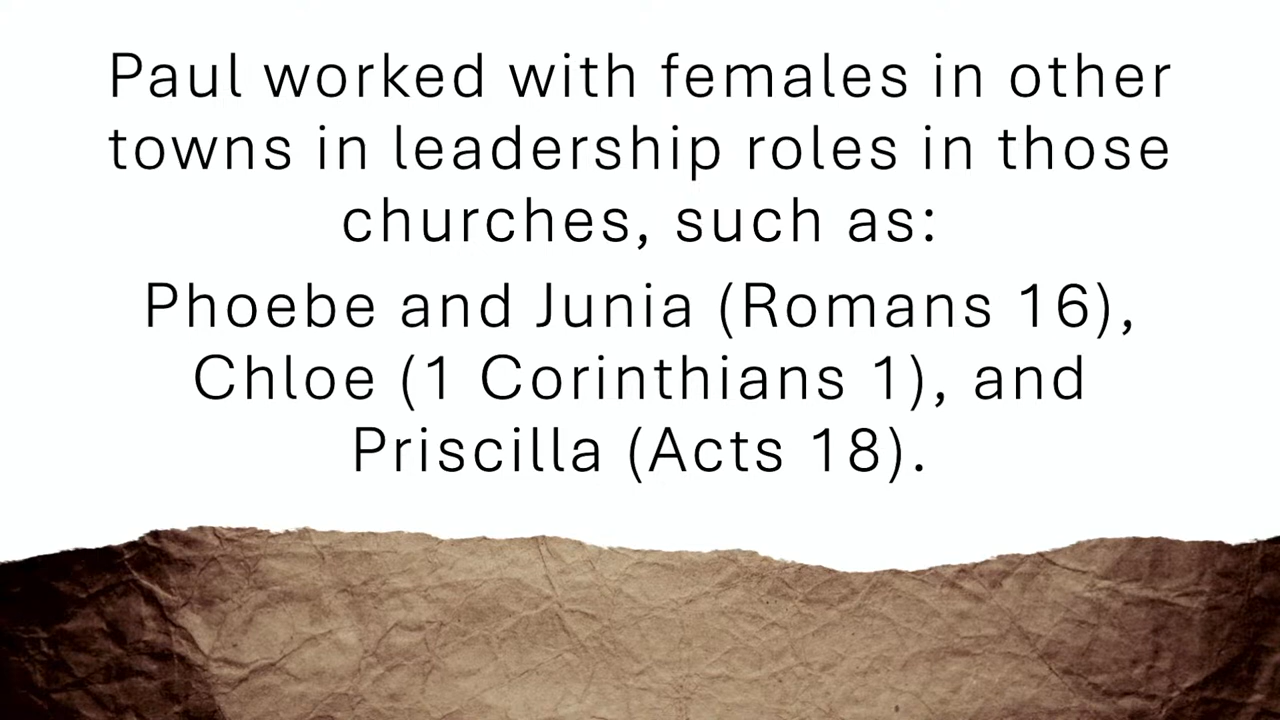 Paul worked with females in other
towns in leadership roles in those
churches, such as:
Phoebe and Junia (Romans 16),
Chloe (1 Corinthians 1), and
Priscilla (Acts 18).